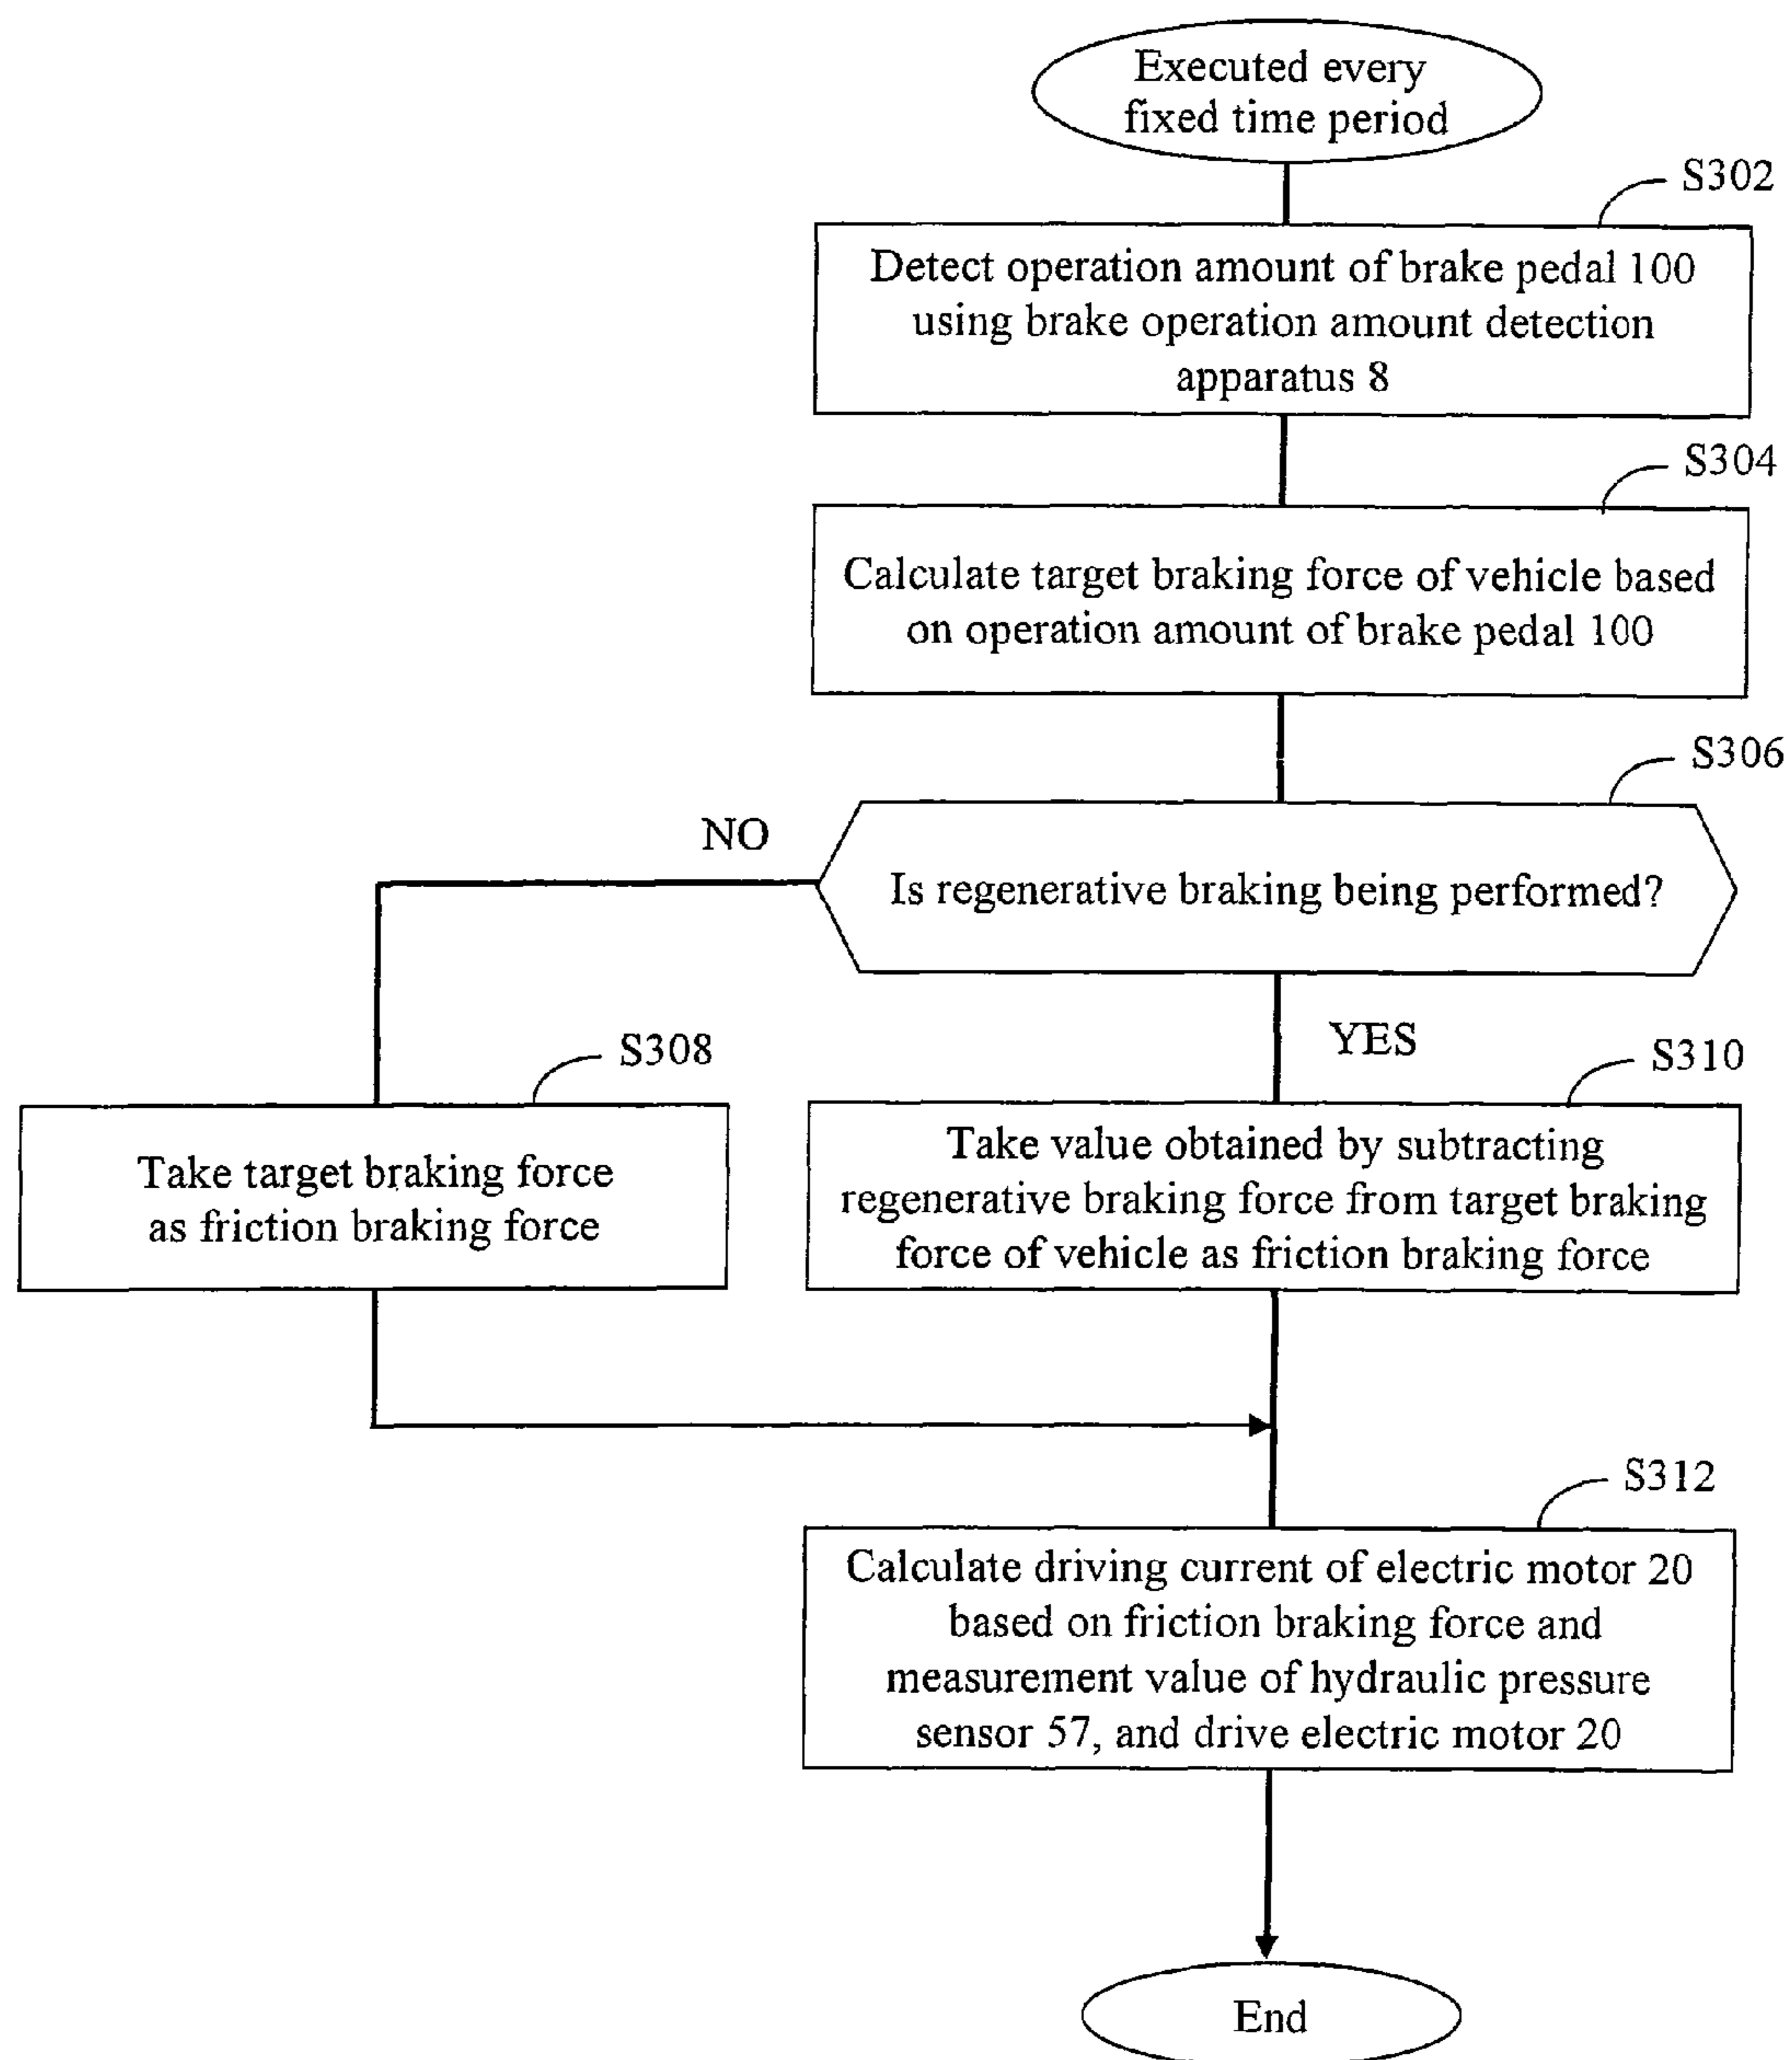 Executed every
fixed time period
S302
Detect operation amount of brake pedal 100
using brake operation amount detection
apparatus 8
S304
Calculate target braking force of vehicle based
on operation amount of brake pedal 100
S306
NO
Is regenerative braking being performed?
YES
S308
S310
Take target braking force
as friction braking force
Take value obtained by subtracting
regenerative braking force from target braking
force of vehicle as friction braking force
S312
Calculate driving current of electric motor 20
based on friction braking force and
measurement value of hydraulic pressure
sensor 57, and drive electric motor 20
End